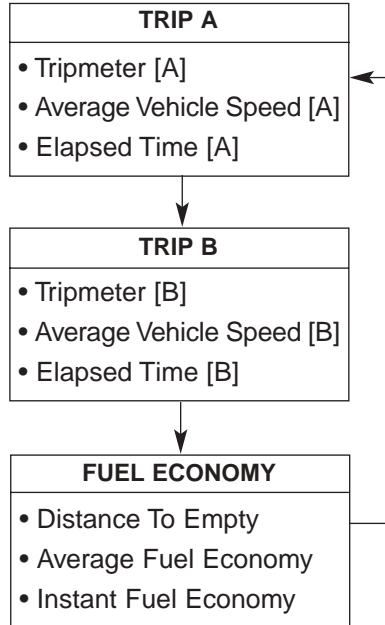 TRIP A
• Tripmeter [A]
• Average Vehicle Speed [A]
• Elapsed Time [A]
TRIP B
• Tripmeter [B]
• Average Vehicle Speed [B]
• Elapsed Time [B]
FUEL ECONOMY
• Distance To Empty
• Average Fuel Economy
• Instant Fuel Economy